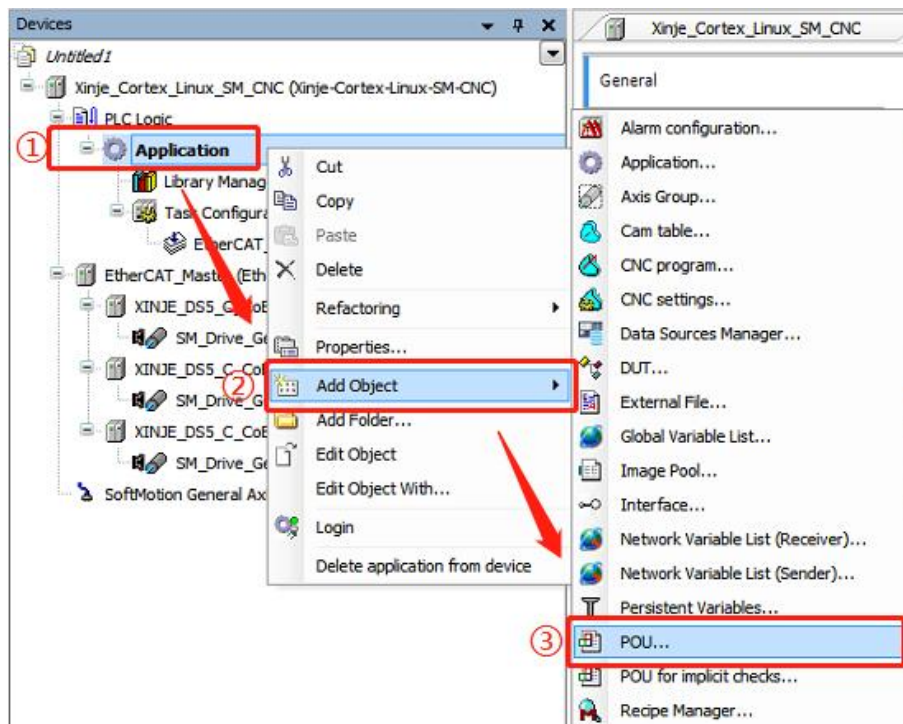 Devices
Untitled1
Xinje_Cortex_Linux_SM_CNC (Xinje-Cortex-Linux-SM-CNC)
PLC Logic
① Application
Library Manag
Task Configura
EtherCAT_
EtherCAT_Master (Eth
XINJE_DS5_C_CoE
SM_Drive_Ge
XINJE_DS5_C_CoE
SM_Drive_Ge
XINJE_DS5_C_CoE
SM_Drive_Ge
SoftMotion General Ax
Cut
Copy
Paste
Delete
Refactoring
Properties...
② Add Object
Add Folder...
Edit Object
Edit Object With...
Login
Delete application from device
Xinje_Cortex_Linux_SM_CNC
General
Alarm configuration...
Application...
Axis Group...
Cam table...
CNC program...
CNC settings...
Data Sources Manager...
DUT...
External File...
Global Variable List...
Image Pool...
Interface...
Network Variable List (Receiver)...
Network Variable List (Sender)...
Persistent Variables...
③ POU...
POU for implicit checks...
Recipe Manager...